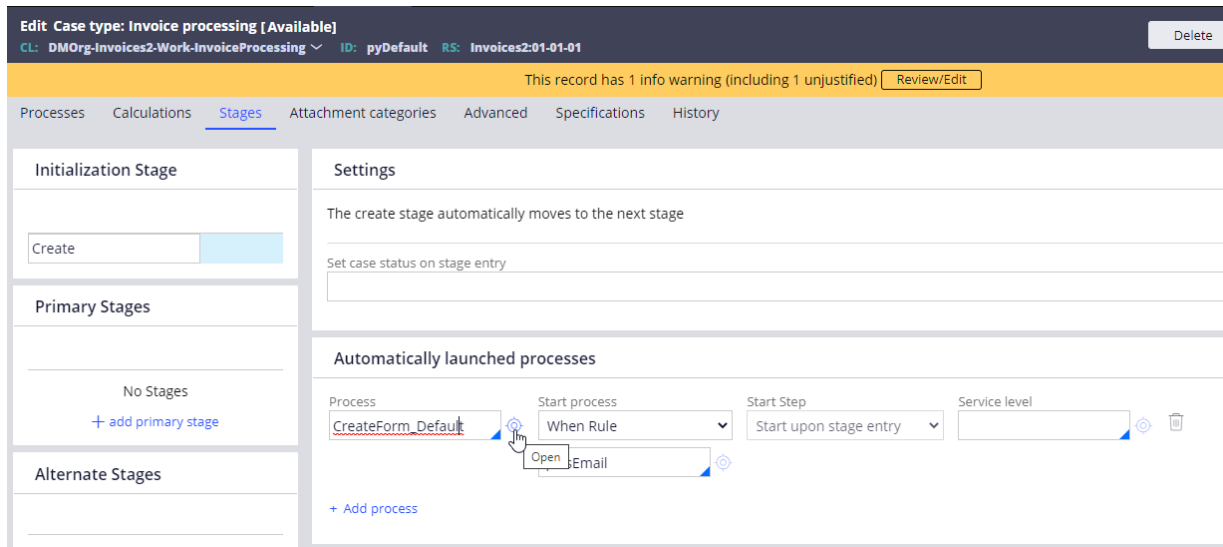 Edit Case type: Invoice processing [Available]
CL: DMOrg-Invoices2-Work-InvoiceProcessing ID: pyDefault RS: Invoices2:01-01-01
Delete
This record has 1 info warning (including 1 unjustified) Review/Edit
Processes Calculations Stages Attachment categories Advanced Specifications History
Initialization Stage
Create
Primary Stages
No Stages
+ add primary stage
Alternate Stages
Settings
The create stage automatically moves to the next stage
Set case status on stage entry
Automatically launched processes
Process Start process Start Step Service level
CreateForm_Default When Rule Start upon stage entry
Open
+ Add process